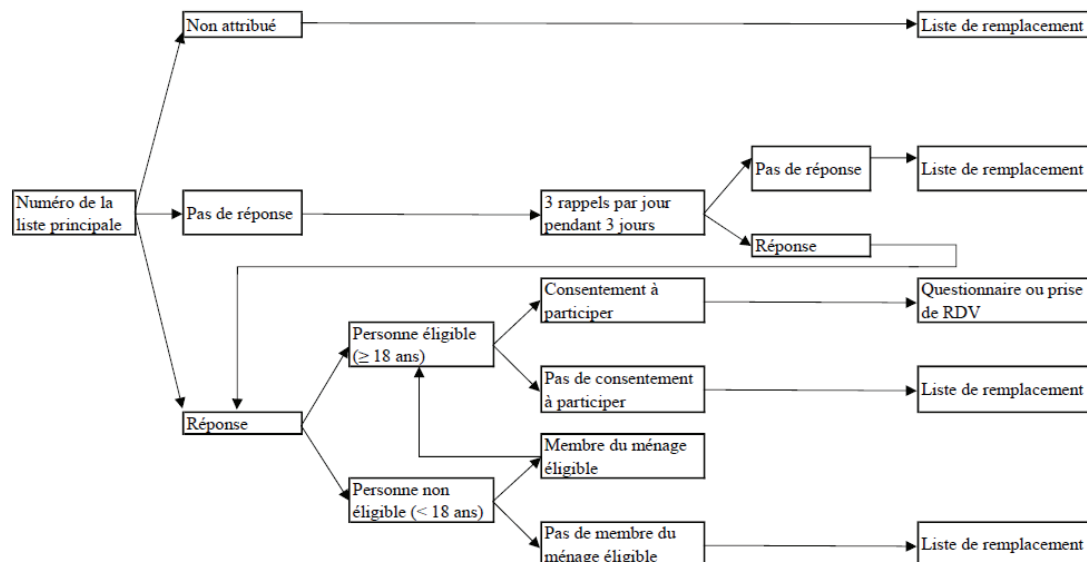 Non attribué
Liste de remplacement
Numéro de la
liste principale
Pas de réponse
3 rappels par jour
pendant 3 jours
Pas de réponse
Liste de remplacement
Réponse
Réponse
Personne éligible
(≥ 18 ans)
Consentement à
participer
Questionnaire ou prise
de RDV
Pas de consentement
à participer
Liste de remplacement
Personne non
éligible (< 18 ans)
Membre du ménage
éligible
Pas de membre du
ménage éligible
Liste de remplacement